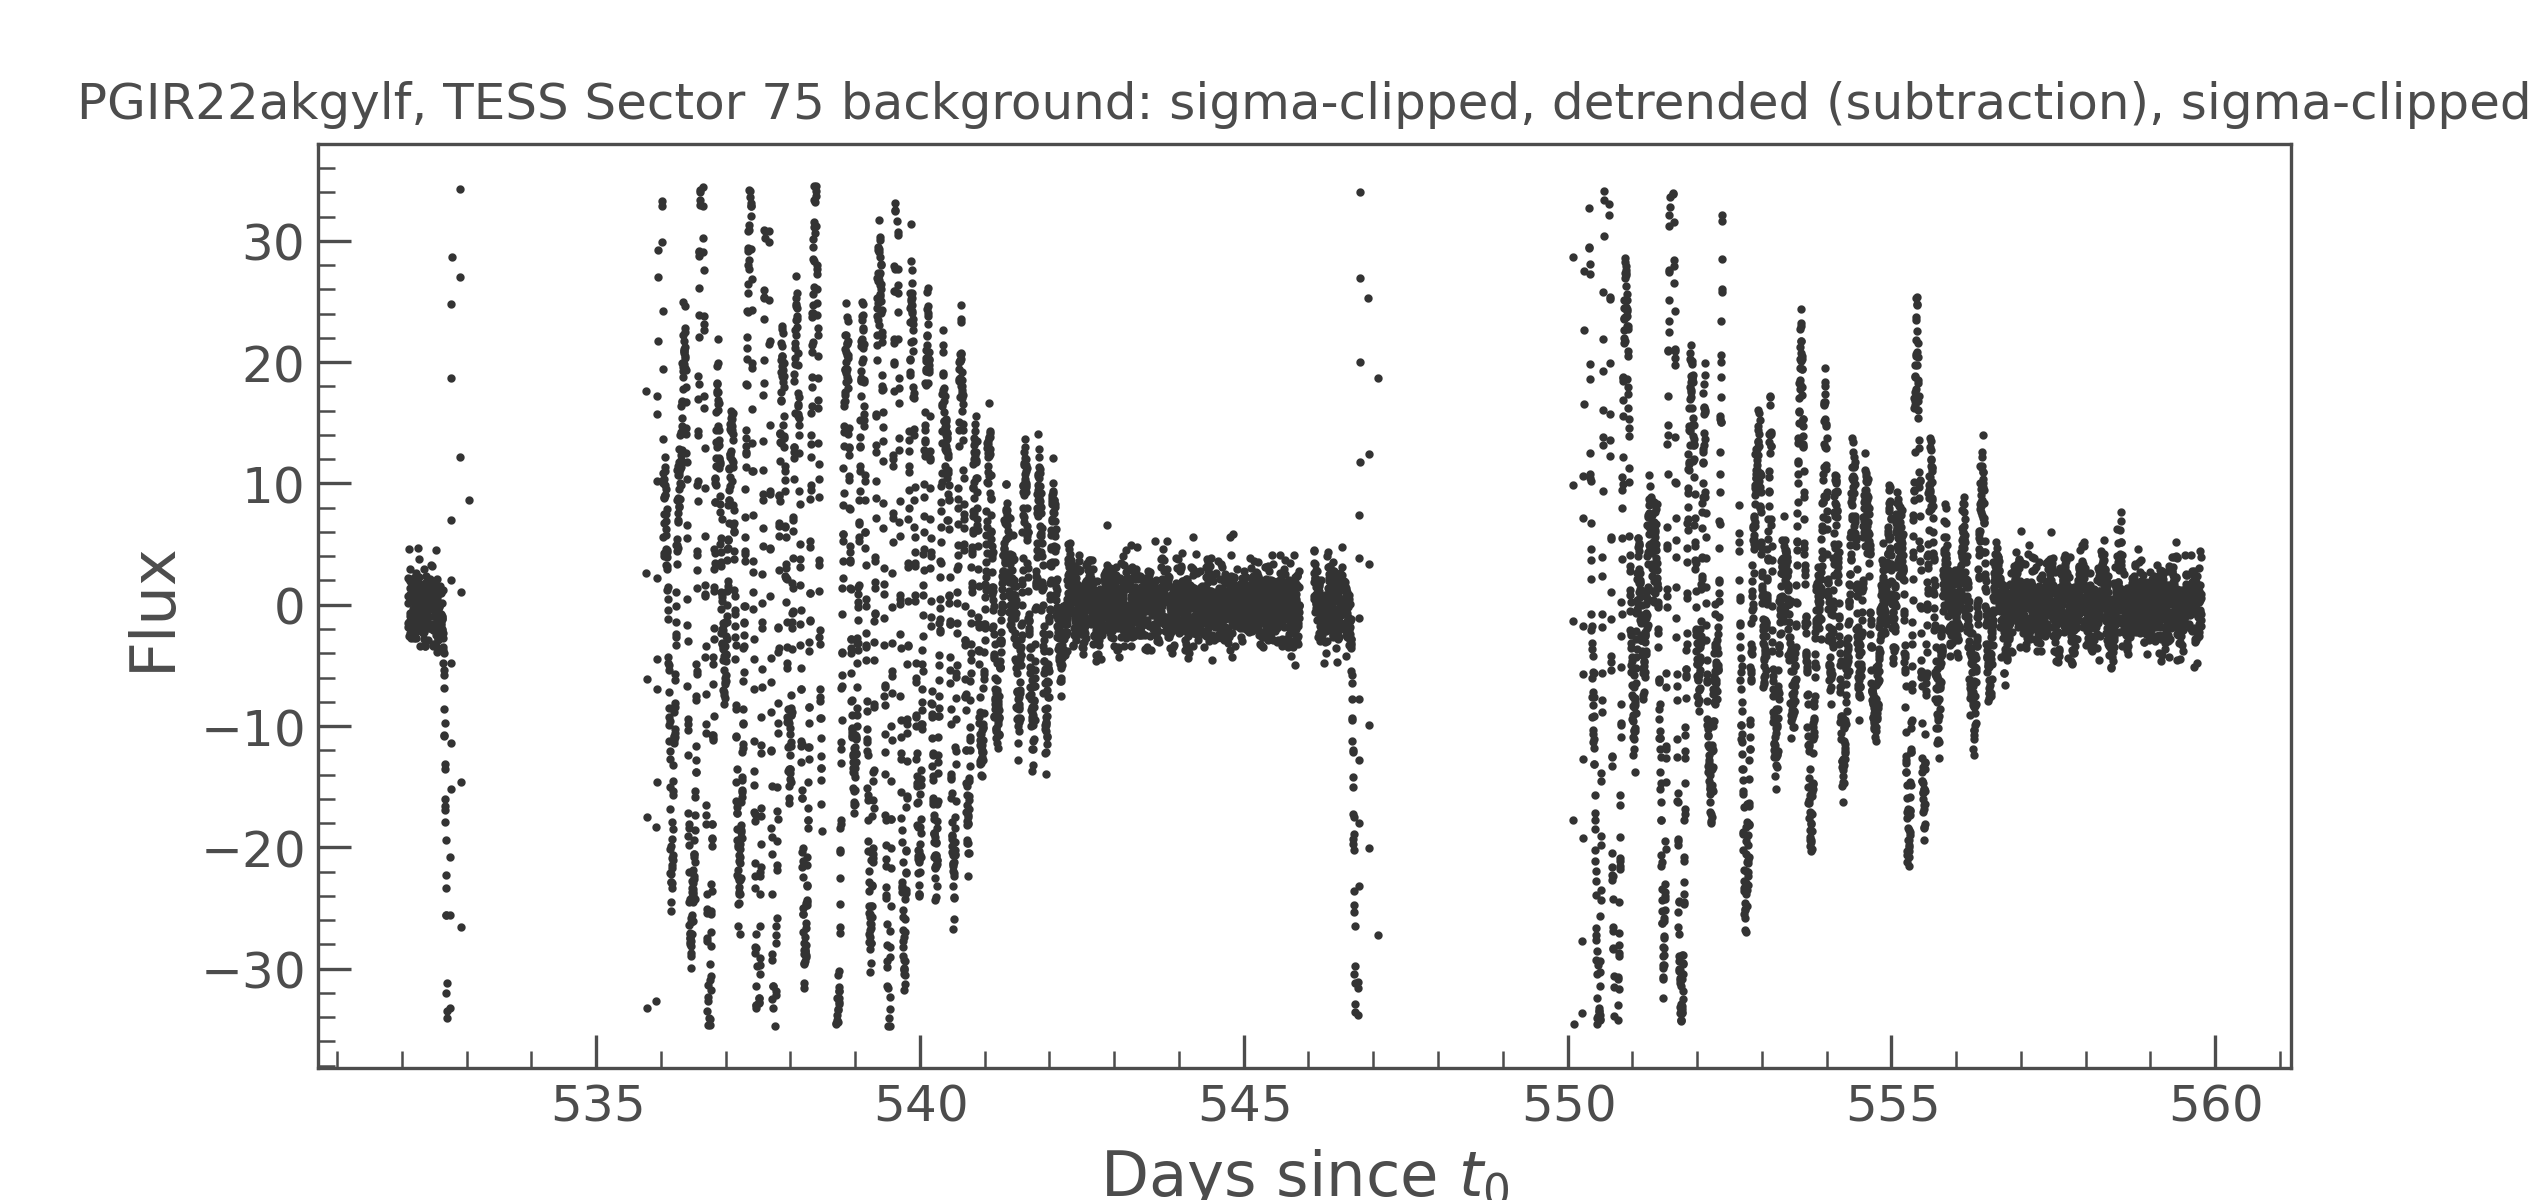 PGIR22akgylf, TESS Sector 75 background: sigma-clipped, detrended (subtraction), sigma-clipped
30
20
10
0
−10
−20
−30
Flux
535 540 545 550 555 560
Days since t₀